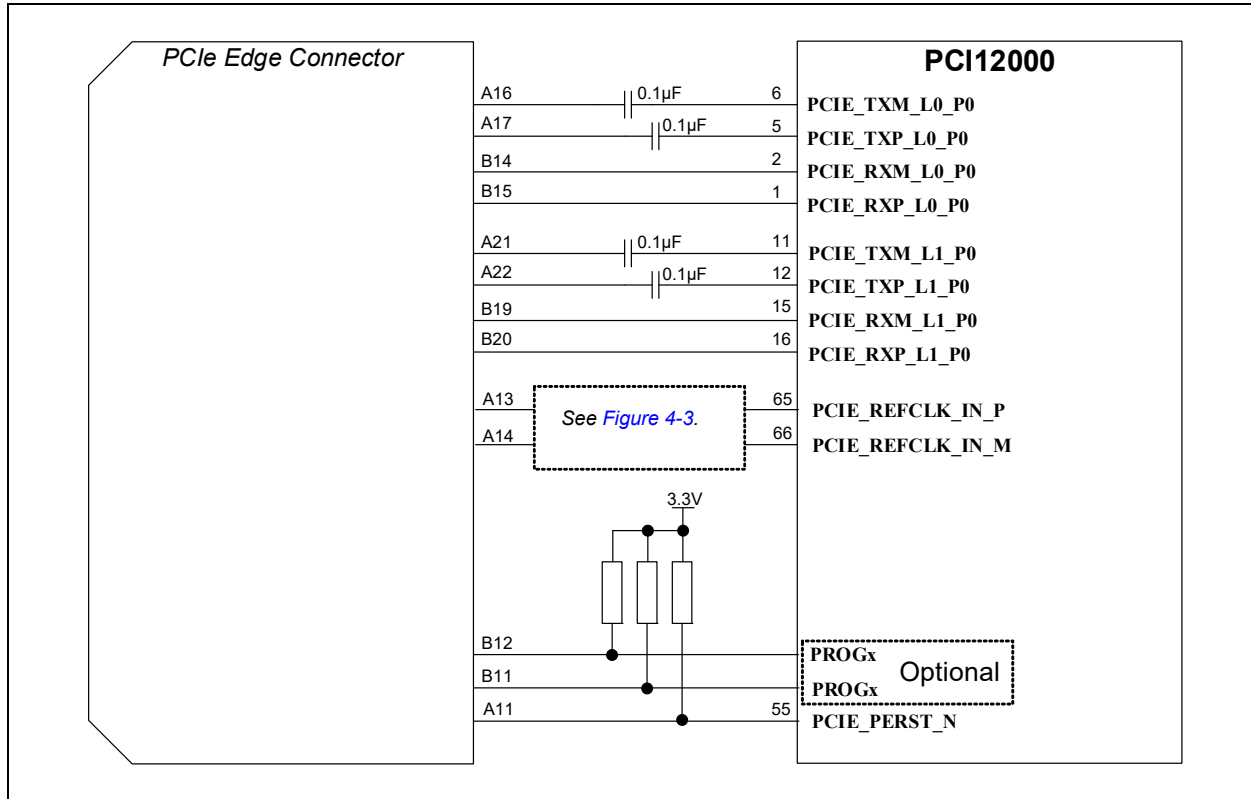 PCIe Edge Connector
PCI12000
A16 0.1µF 6 PCIE_TXM_L0_P0
A17 0.1µF 5 PCIE_TXP_L0_P0
B14 2 PCIE_RXM_L0_P0
B15 1 PCIE_RXP_L0_P0
A21 0.1µF 11 PCIE_TXM_L1_P0
A22 0.1µF 12 PCIE_TXP_L1_P0
B19 15 PCIE_RXM_L1_P0
B20 16 PCIE_RXP_L1_P0
A13 See Figure 4-3. 65 PCIE_REFCLK_IN_P
A14 66 PCIE_REFCLK_IN_M
3.3V
B12 PROGx
Optional
B11 PROGx
A11 55 PCIE_PERST_N